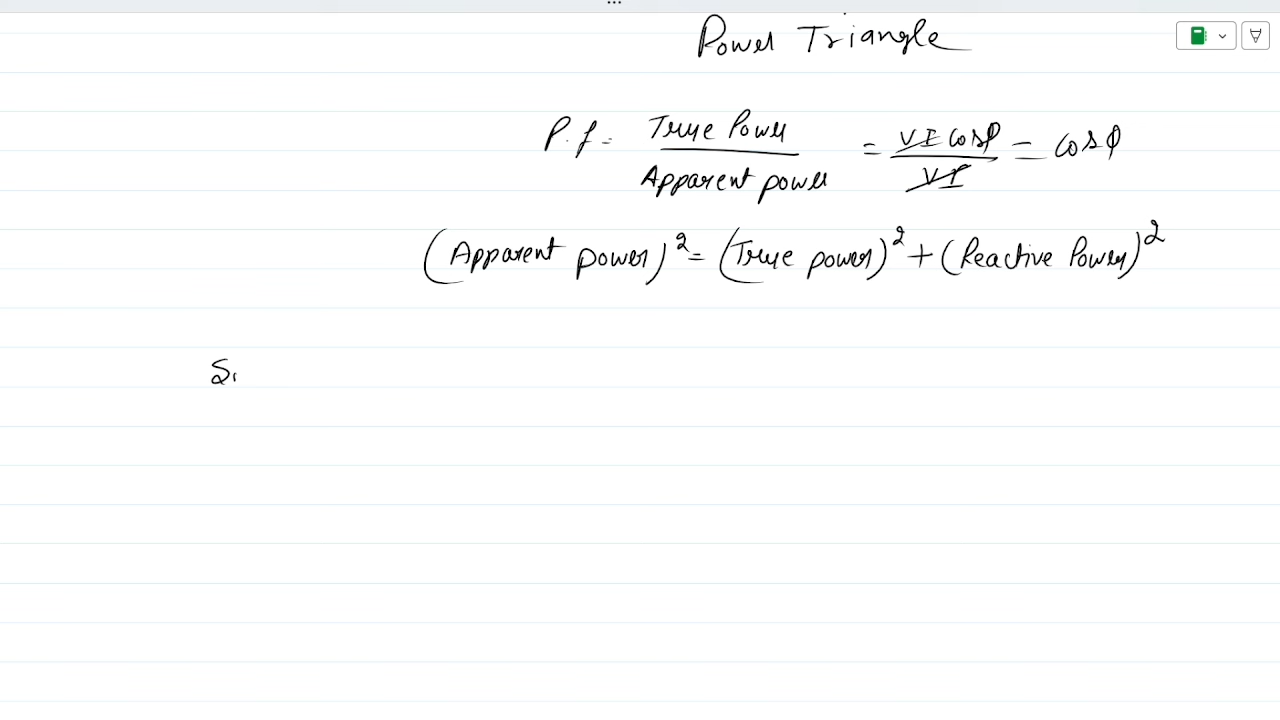 Power Triangle
P.f = True Power / Apparent power = VI cosφ / VI = cosφ
(Apparent power)² = (True power)² + (Reactive Power)²